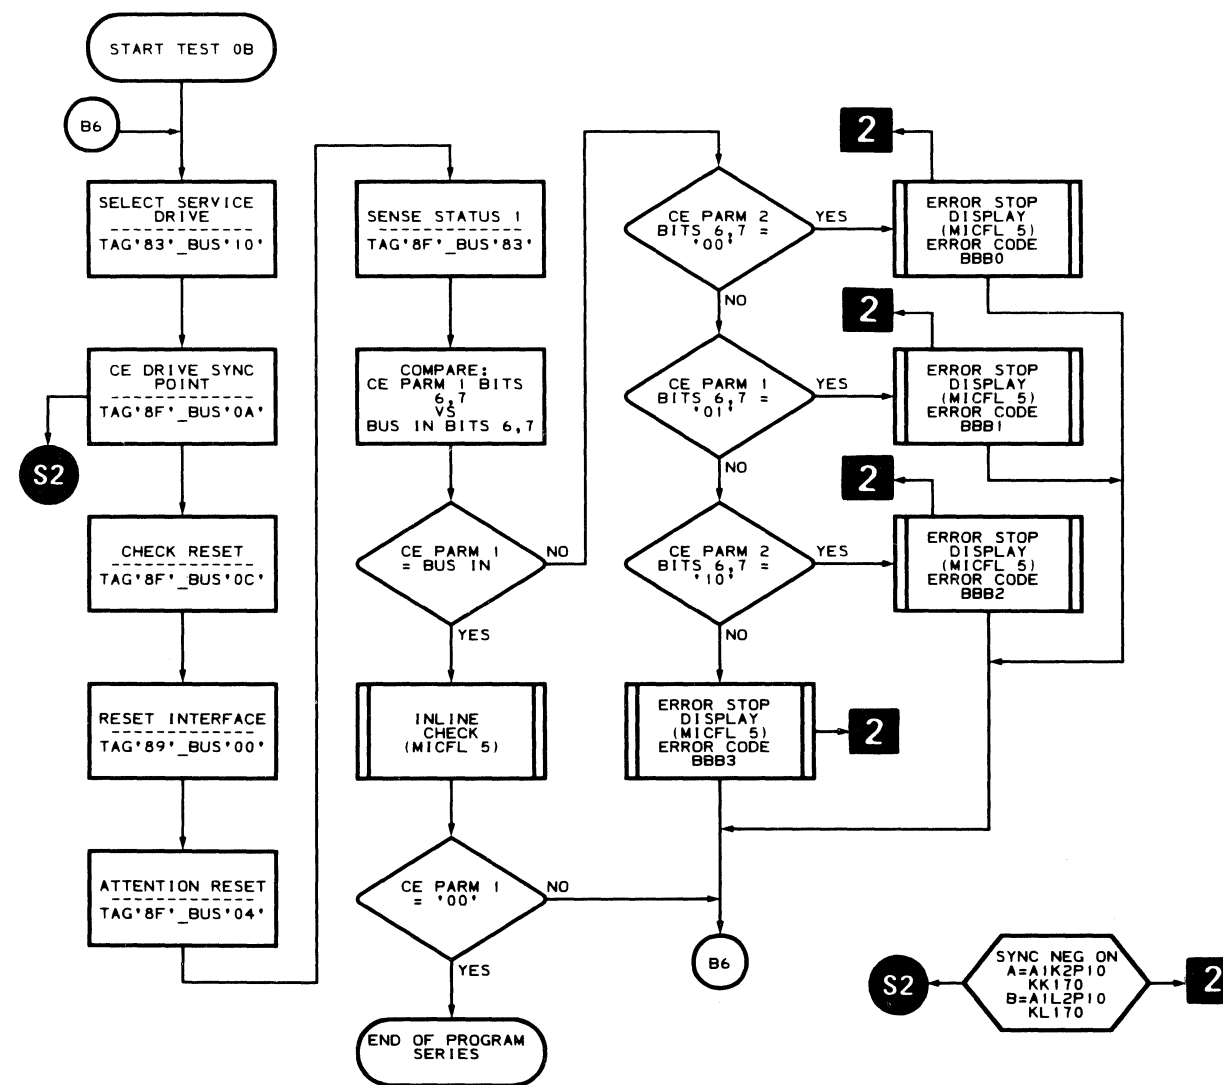 START TEST 0B
B6
SELECT SERVICE
DRIVE
TAG'83'_BUS'10'
CE DRIVE SYNC
POINT
TAG'8F'_BUS'0A'
S2
CHECK RESET
TAG'8F'_BUS'0C'
RESET INTERFACE
TAG'89'_BUS'00'
ATTENTION RESET
TAG'8F'_BUS'04'
SENSE STATUS 1
TAG'8F'_BUS'83'
COMPARE:
CE PARM 1 BITS
6,7
VS
BUS IN BITS 6,7
CE PARM 1
= BUS IN
NO
YES
INLINE
CHECK
(MICFL 5)
CE PARM 1
= '00'
NO
YES
END OF PROGRAM
SERIES
CE PARM 2
BITS 6,7 =
'00'
YES
NO
2
ERROR STOP
DISPLAY
(MICFL 5)
ERROR CODE
BBB0
CE PARM 1
BITS 6,7 =
'01'
YES
NO
2
ERROR STOP
DISPLAY
(MICFL 5)
ERROR CODE
BBB1
CE PARM 2
BITS 6,7 =
'10'
YES
NO
2
ERROR STOP
DISPLAY
(MICFL 5)
ERROR CODE
BBB2
ERROR STOP
DISPLAY
(MICFL 5)
ERROR CODE
BBB3
2
B6
S2
SYNC NEG ON
A=A1K2P10
KK170
B=A1L2P10
KL170
2